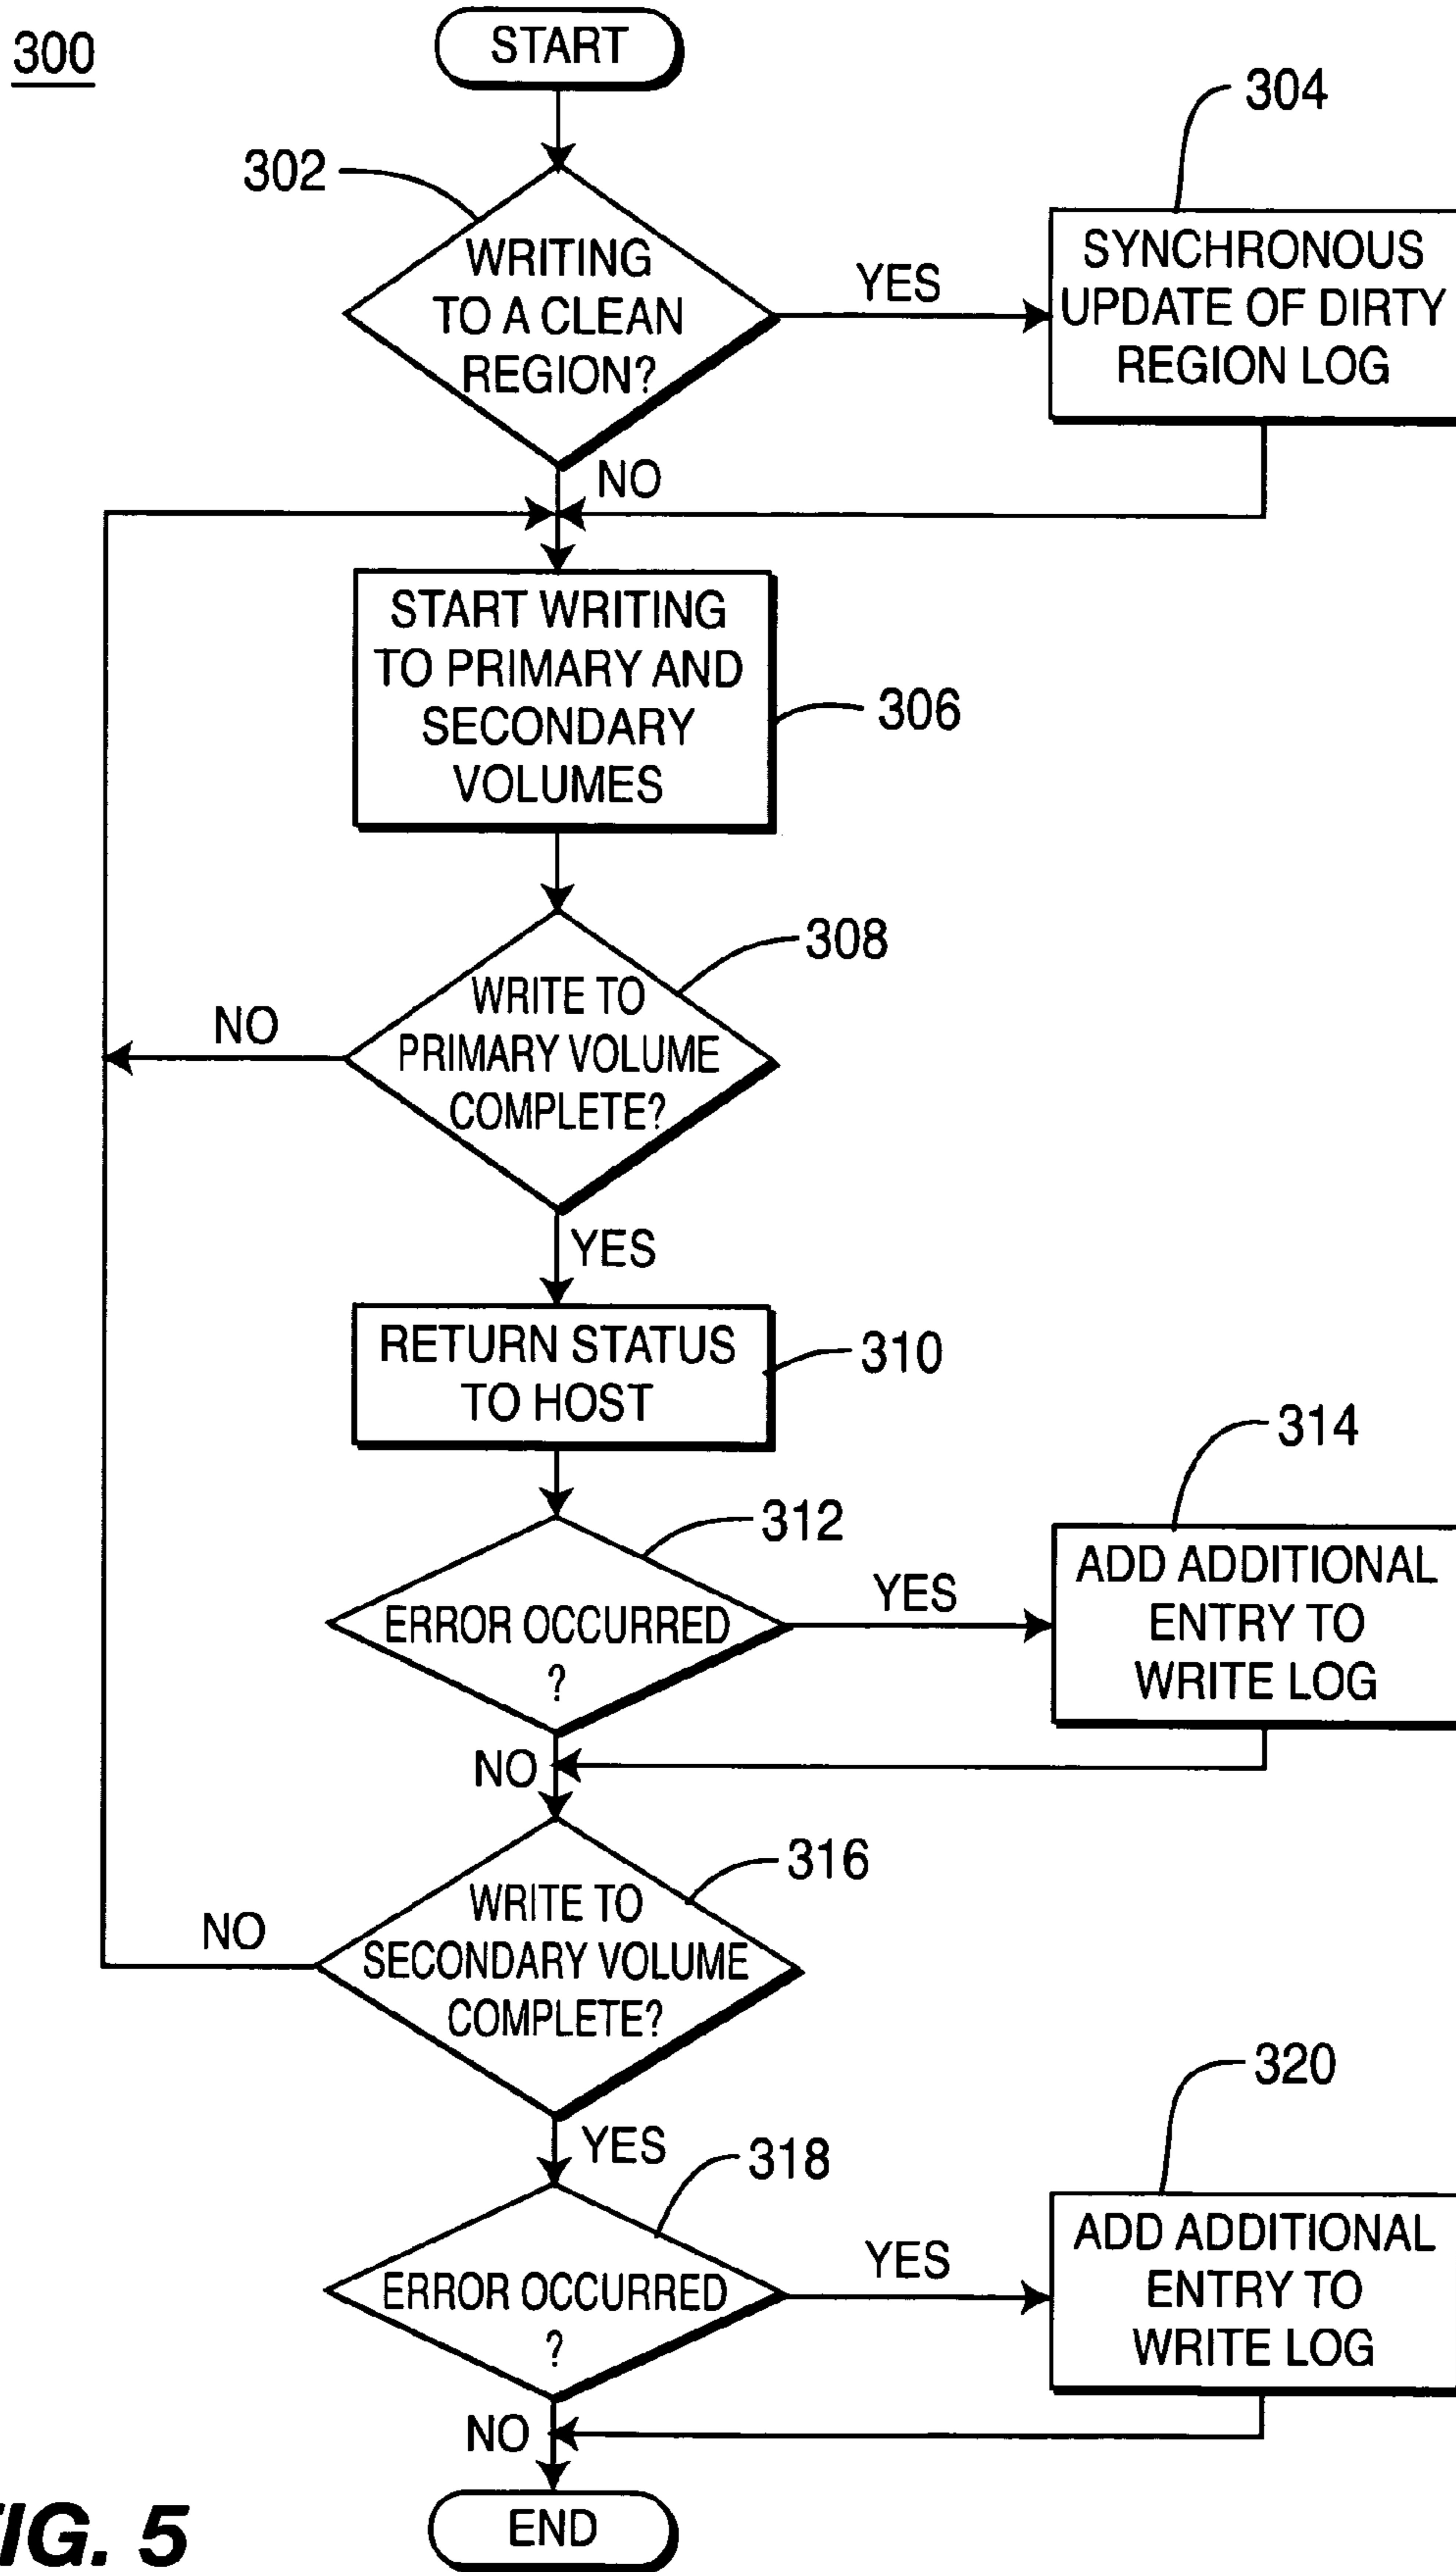 300
START
304
302
WRITING
TO A CLEAN
REGION?
YES
SYNCHRONOUS
UPDATE OF DIRTY
REGION LOG
NO
START WRITING
TO PRIMARY AND
SECONDARY
VOLUMES
306
308
WRITE TO
PRIMARY VOLUME
COMPLETE?
NO
YES
RETURN STATUS
TO HOST
310
314
312
ERROR OCCURRED
?
YES
ADD ADDITIONAL
ENTRY TO
WRITE LOG
NO
316
WRITE TO
SECONDARY VOLUME
COMPLETE?
NO
YES
320
318
ERROR OCCURRED
?
YES
ADD ADDITIONAL
ENTRY TO
WRITE LOG
NO
END
IG. 5